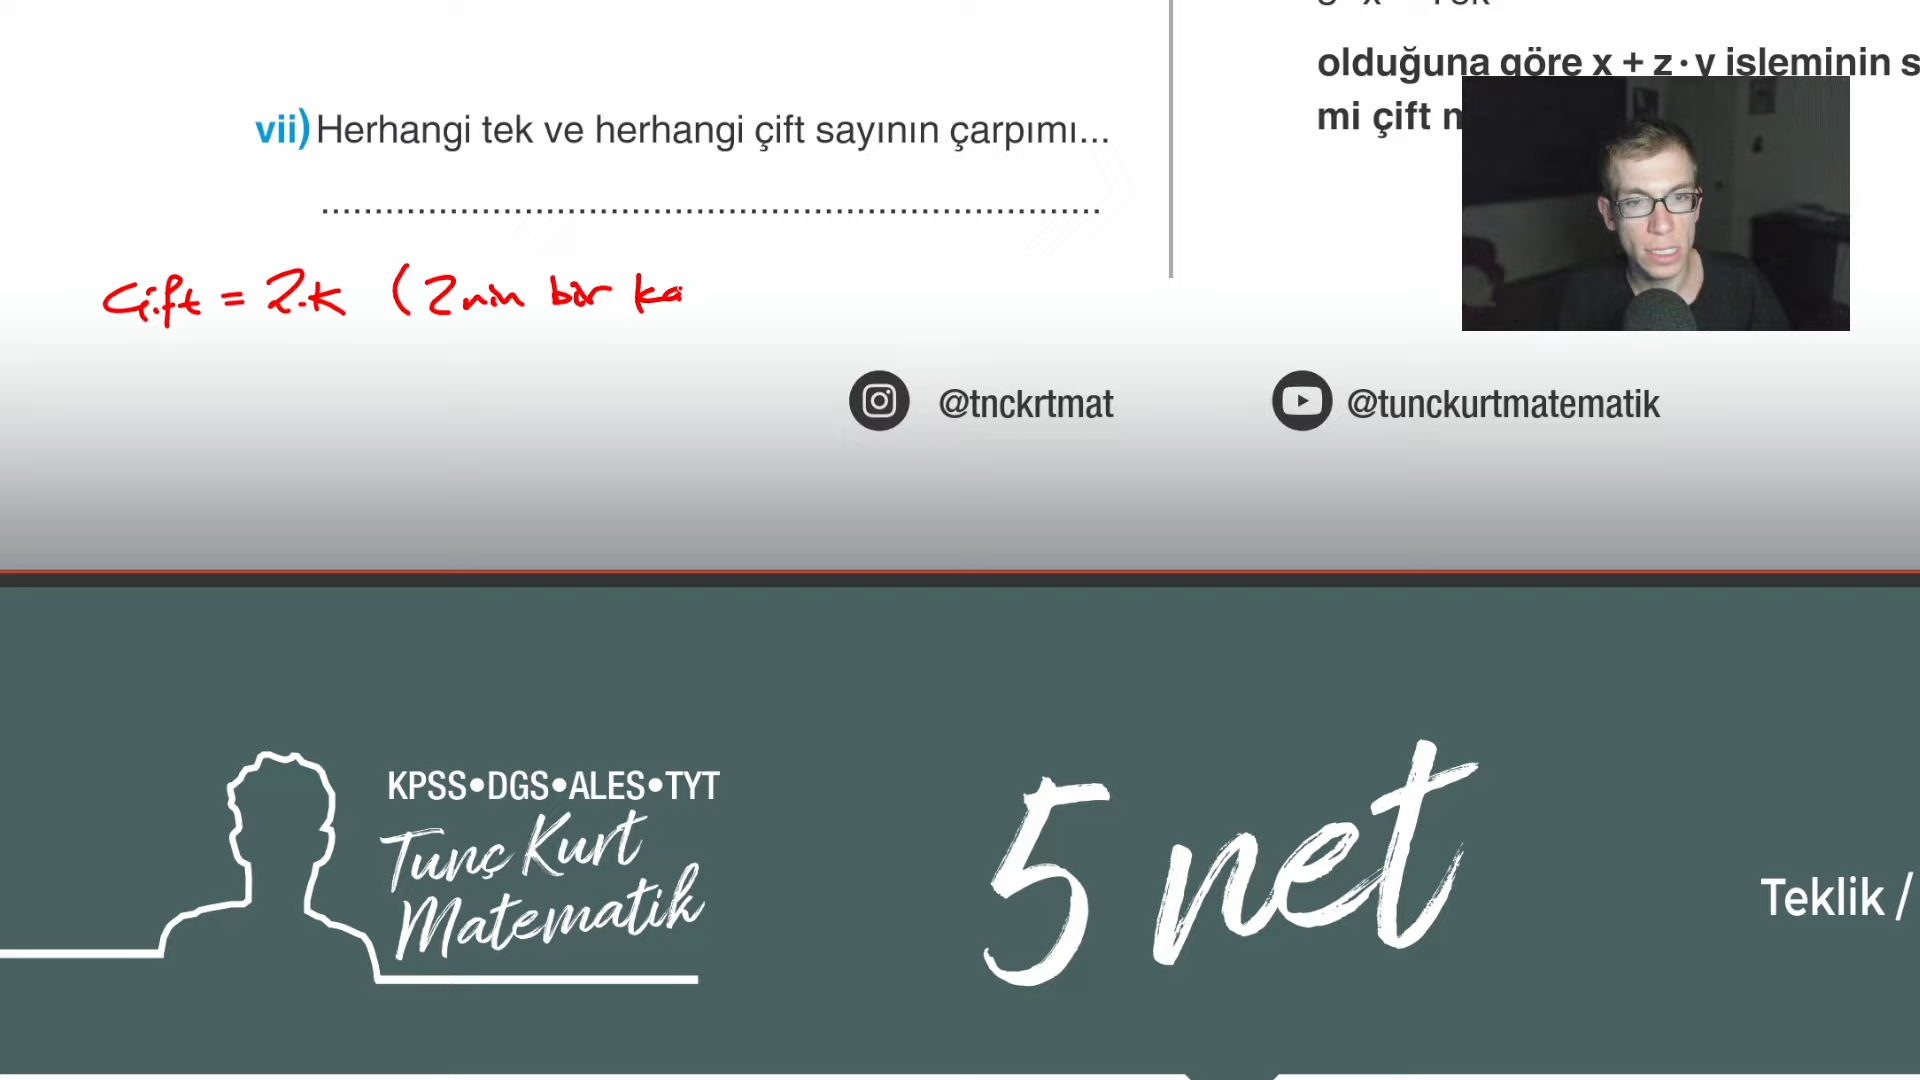 vii) Herhangi tek ve herhangi çift sayının çarpımı...
......................................................................
Çift = 2.k (2nin bir ka
olduğuna göre x + z · y işleminin s
mi çift
@tnckrtmat
@tunckurtmatematik
KPSS•DGS•ALES•TYT
Tunç Kurt
Matematik
5 net
Teklik /